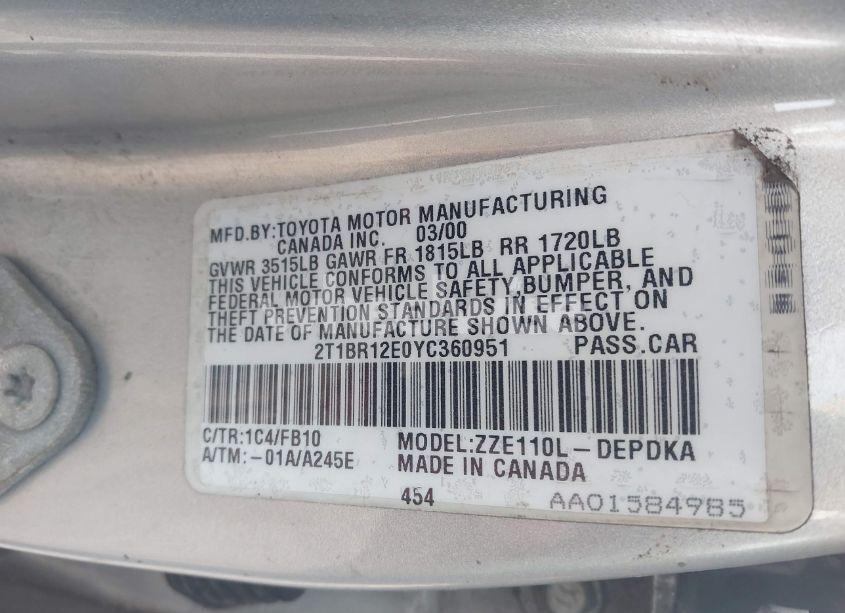 MFD.BY:TOYOTA MOTOR MANUFACTURING
CANADA INC. 03/00
GVWR 3515LB GAWR FR 1815LB RR 1720LB
THIS VEHICLE CONFORMS TO ALL APPLICABLE
FEDERAL MOTOR VEHICLE SAFETY,BUMPER, AND
THEFT PREVENTION STANDARDS IN EFFECT ON
THE DATE OF MANUFACTURE SHOWN ABOVE.
2T1BR12E0YC360951 PASS.CAR
C/TR:1C4/FB10 MODEL:ZZE110L-DEPDKA
A/TM:-01A/A245E MADE IN CANADA
454 AA01584985